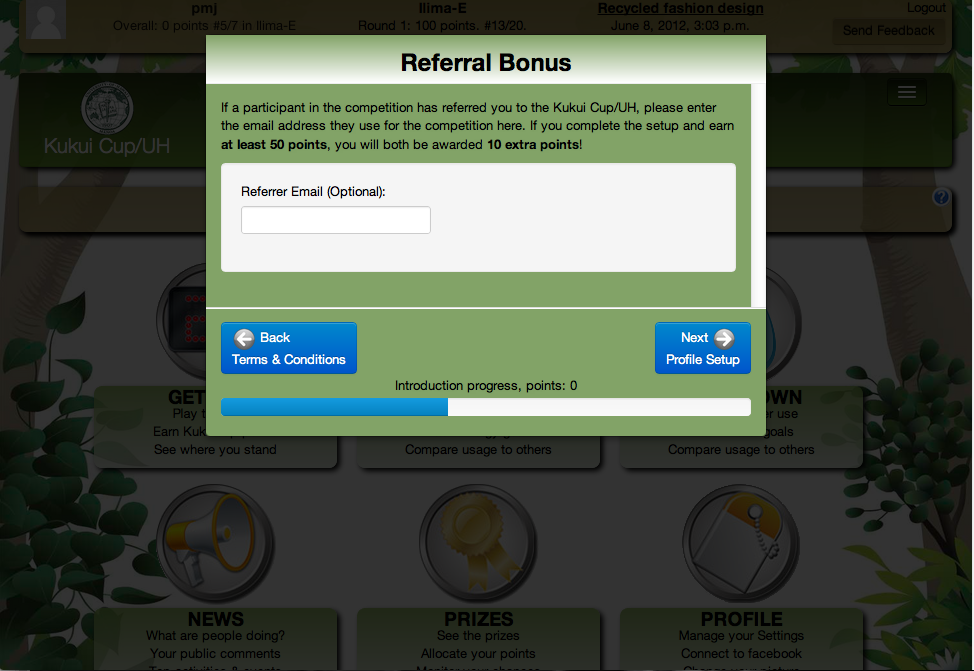 pmj
Ilima-E
Recycled fashion design
Logout
Overall: 0 points #5/7 in Ilima-E
Round 1: 100 points. #13/20.
June 8, 2012, 3:03 p.m.
Send Feedback
Kukui Cup/UH
Referral Bonus
If a participant in the competition has referred you to the Kukui Cup/UH, please enter
the email address they use for the competition here. If you complete the setup and earn
at least 50 points, you will both be awarded 10 extra points!
Referrer Email (Optional):
?
Back
Terms & Conditions
Next
Profile Setup
Introduction progress, points: 0
GET
Play
Earn Kuk
See where you stand
Compare usage to others
OWN
use
goals
Compare usage to others
NEWS
What are people doing?
Your public comments
PRIZES
See the prizes
Allocate your points
PROFILE
Manage your Settings
Connect to facebook